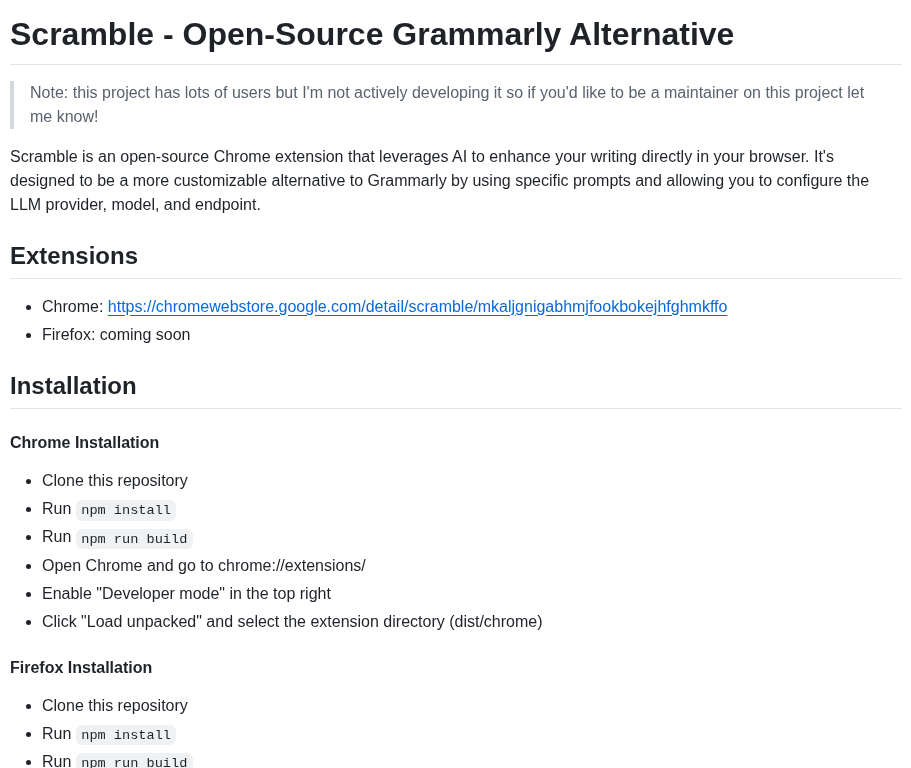 Scramble - Open-Source Grammarly Alternative
Note: this project has lots of users but I'm not actively developing it so if you'd like to be a maintainer on this project let
me know!
Scramble is an open-source Chrome extension that leverages AI to enhance your writing directly in your browser. It's
designed to be a more customizable alternative to Grammarly by using specific prompts and allowing you to configure the
LLM provider, model, and endpoint.
Extensions
Chrome: https://chromewebstore.google.com/detail/scramble/mkaljgnigabhmjfookbokejhfghmkffo
Firefox: coming soon
Installation
Chrome Installation
Clone this repository
Run npm install
Run npm run build
Open Chrome and go to chrome://extensions/
Enable "Developer mode" in the top right
Click "Load unpacked" and select the extension directory (dist/chrome)
Firefox Installation
Clone this repository
Run npm install
Run npm run build